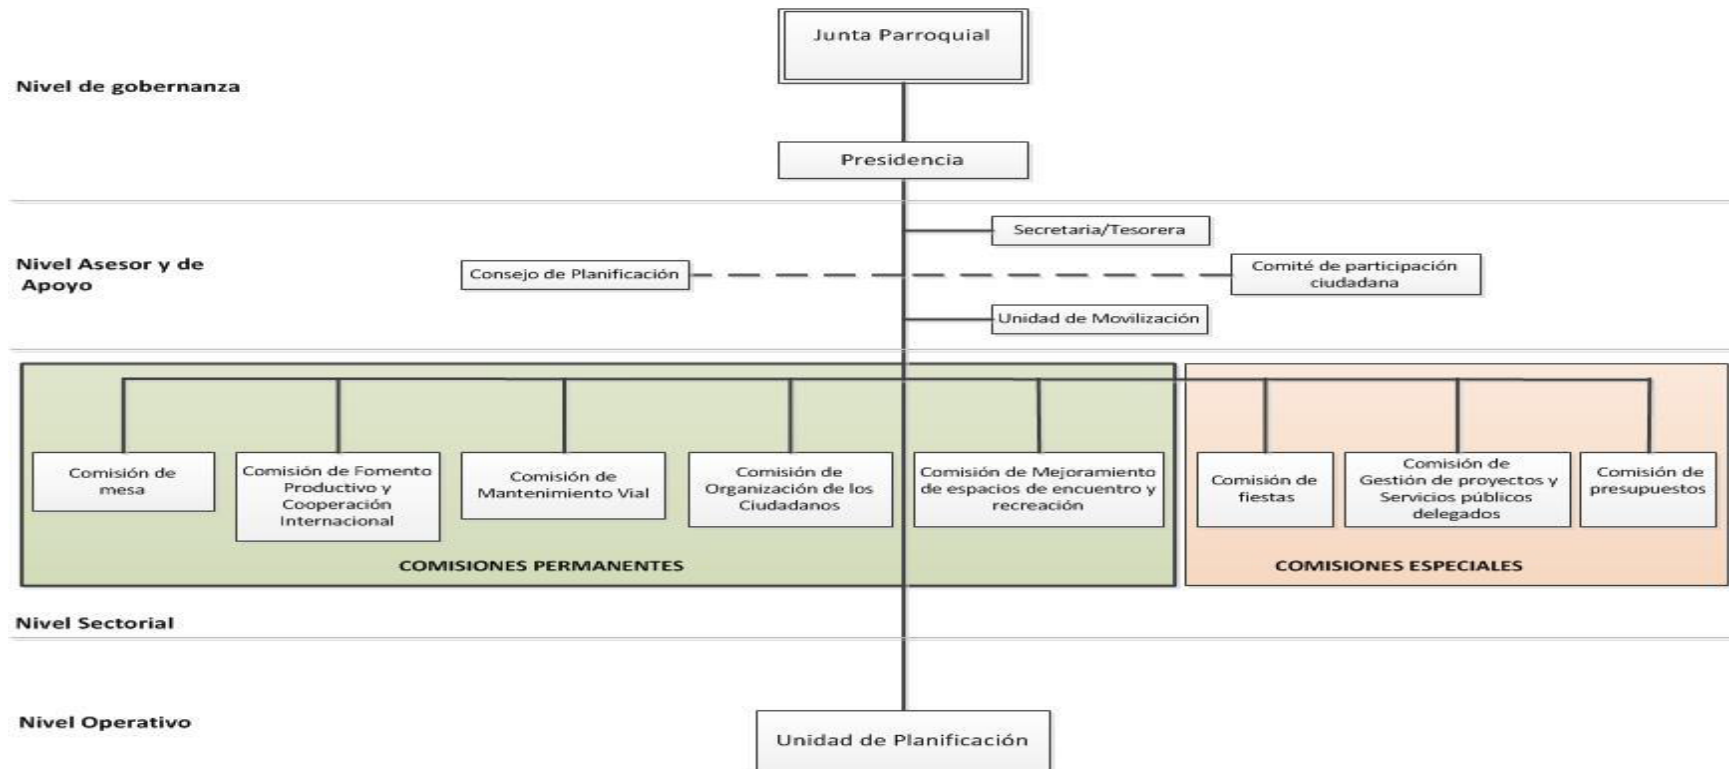 Junta Parroquial
Nivel de gobernanza
Presidencia
Secretaria/Tesorera
Nivel Asesor y de
Apoyo
Consejo de Planificación
Comité de participación
ciudadana
Unidad de Movilización
Comisión de
mesa
Comisión de Fomento
Productivo y
Cooperación
Internacional
Comisión de
Mantenimiento Vial
Comisión de
Organización de los
Ciudadanos
Comisión de Mejoramiento
de espacios de encuentro y
recreación
COMISIONES PERMANENTES
Comisión de
fiestas
Comisión de
Gestión de proyectos y
Servicios públicos
delegados
Comisión de
presupuestos
COMISIONES ESPECIALES
Nivel Sectorial
Nivel Operativo
Unidad de Planificación